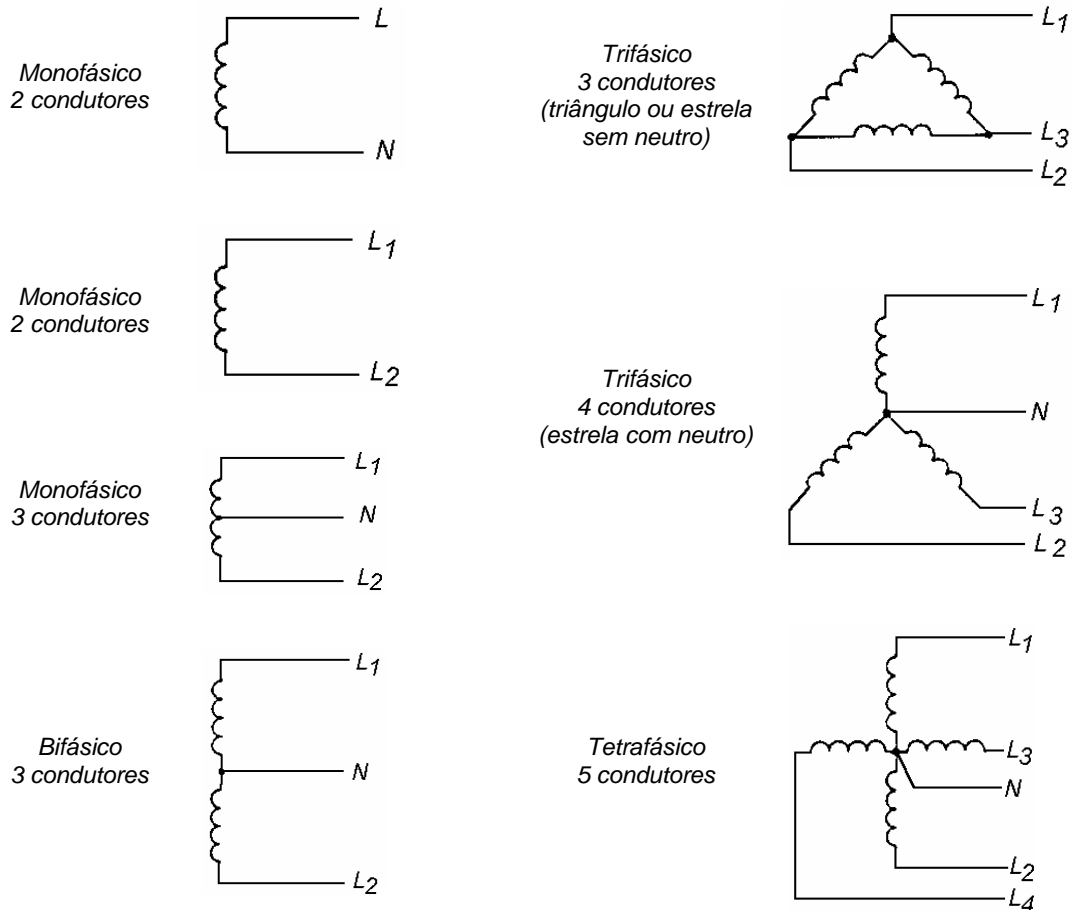 Monofásico
2 condutores
L
N
Monofásico
2 condutores
L1
L2
Monofásico
3 condutores
L1
N
L2
Bifásico
3 condutores
L1
N
L2
Trifásico
3 condutores
(triângulo ou estrela
sem neutro)
L1
L3
L2
Trifásico
4 condutores
(estrela com neutro)
L1
N
L3
L2
Tetrafásico
5 condutores
L1
L3
N
L2
L4